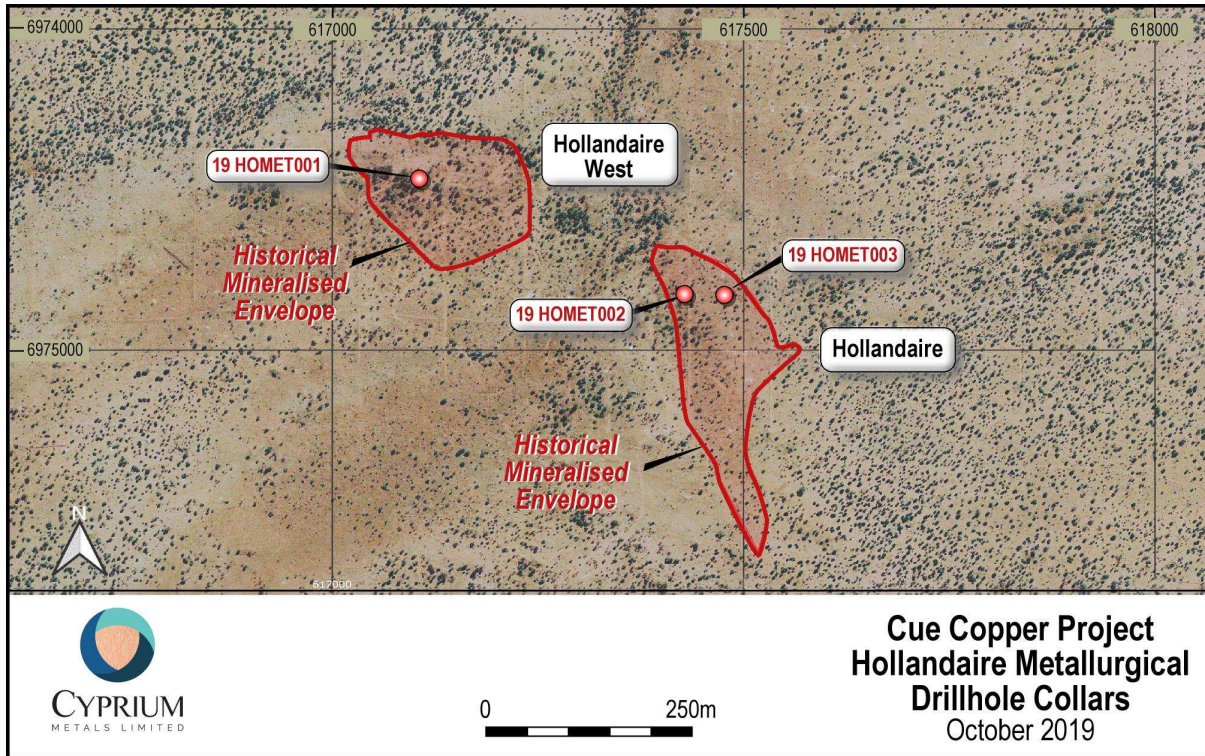 6974000
617000
617500
618000
19 HOMET001
Hollandaire
West
Historical
Mineralised
Envelope
19 HOMET003
19 HOMET002
6975000
Hollandaire
Historical
Mineralised
Envelope
N
617000
CYPRIUM
METALS LIMITED
0 250m
Cue Copper Project
Hollandaire Metallurgical
Drillhole Collars
October 2019